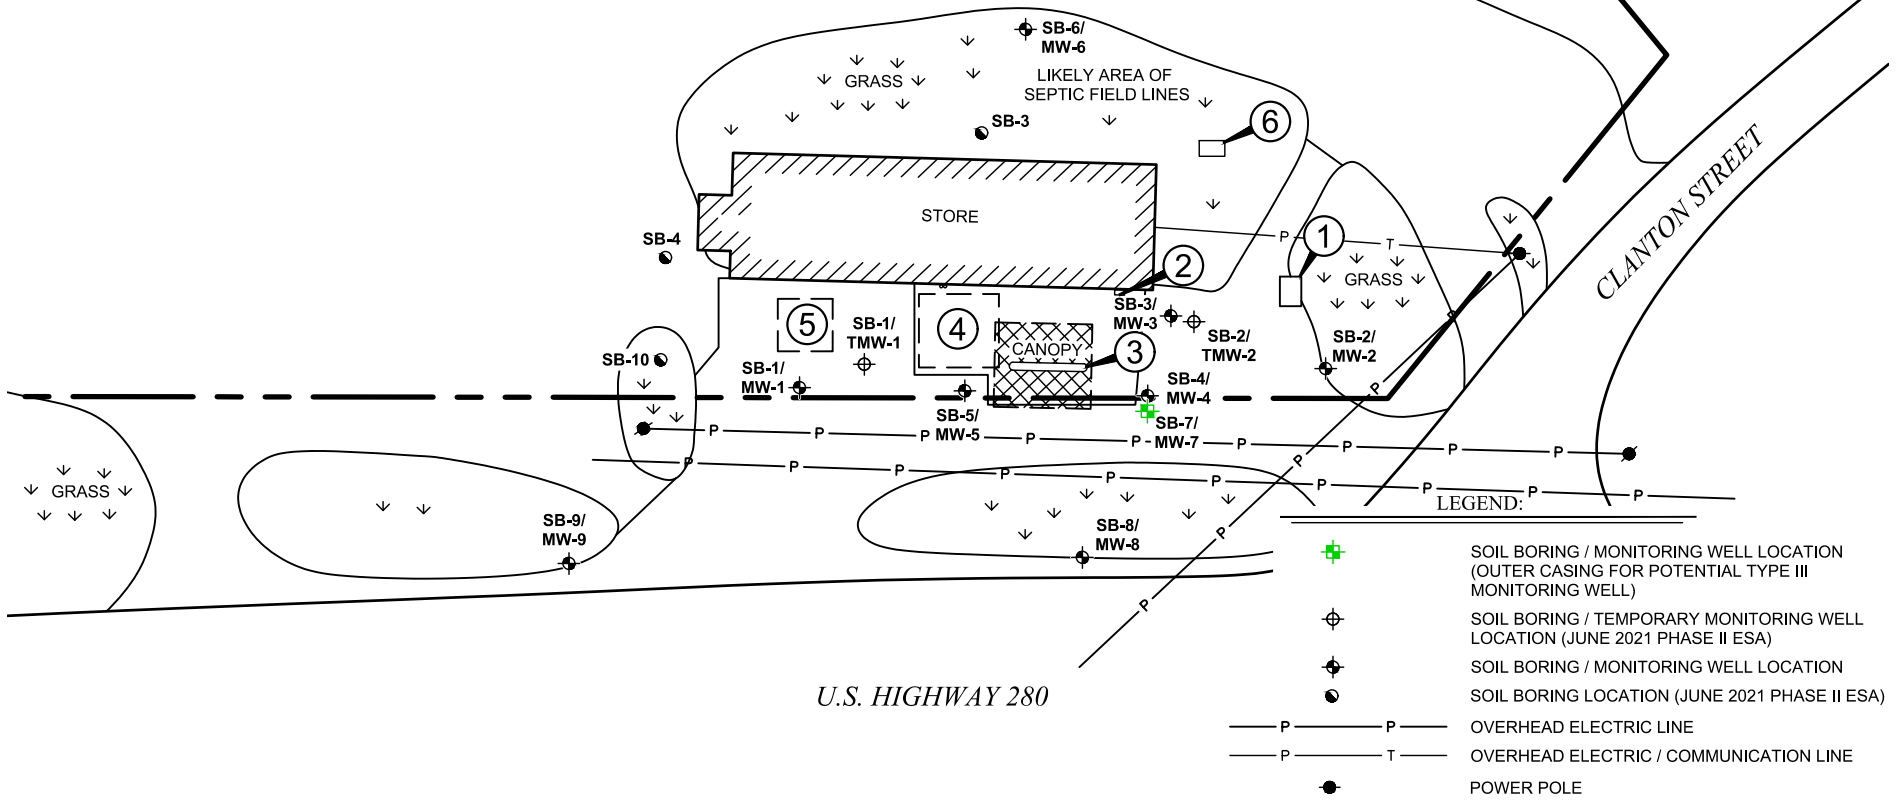 SB-6/
MW-6
LIKELY AREA OF
SEPTIC FIELD LINES
GRASS
SB-3
6
STORE
CLANTON STREET
SB-4
P
T
1
2
GRASS
5
SB-1/
TMW-1
4
SB-3/
MW-3
SB-2/
TMW-2
CANOPY
3
SB-2/
MW-2
P
SB-10
SB-1/
MW-1
SB-4/
MW-4
P
SB-5/
MW-5
SB-7/
MW-7
P P P P P P P P P
P
P P P P P P P P P P
GRASS
SB-9/
MW-9
SB-8/
MW-8
P
P
U.S. HIGHWAY 280
LEGEND:
SOIL BORING / MONITORING WELL LOCATION
(OUTER CASING FOR POTENTIAL TYPE III
MONITORING WELL)
SOIL BORING / TEMPORARY MONITORING WELL
LOCATION (JUNE 2021 PHASE II ESA)
SOIL BORING / MONITORING WELL LOCATION
SOIL BORING LOCATION (JUNE 2021 PHASE II ESA)
P P OVERHEAD ELECTRIC LINE
P T OVERHEAD ELECTRIC / COMMUNICATION LINE
POWER POLE